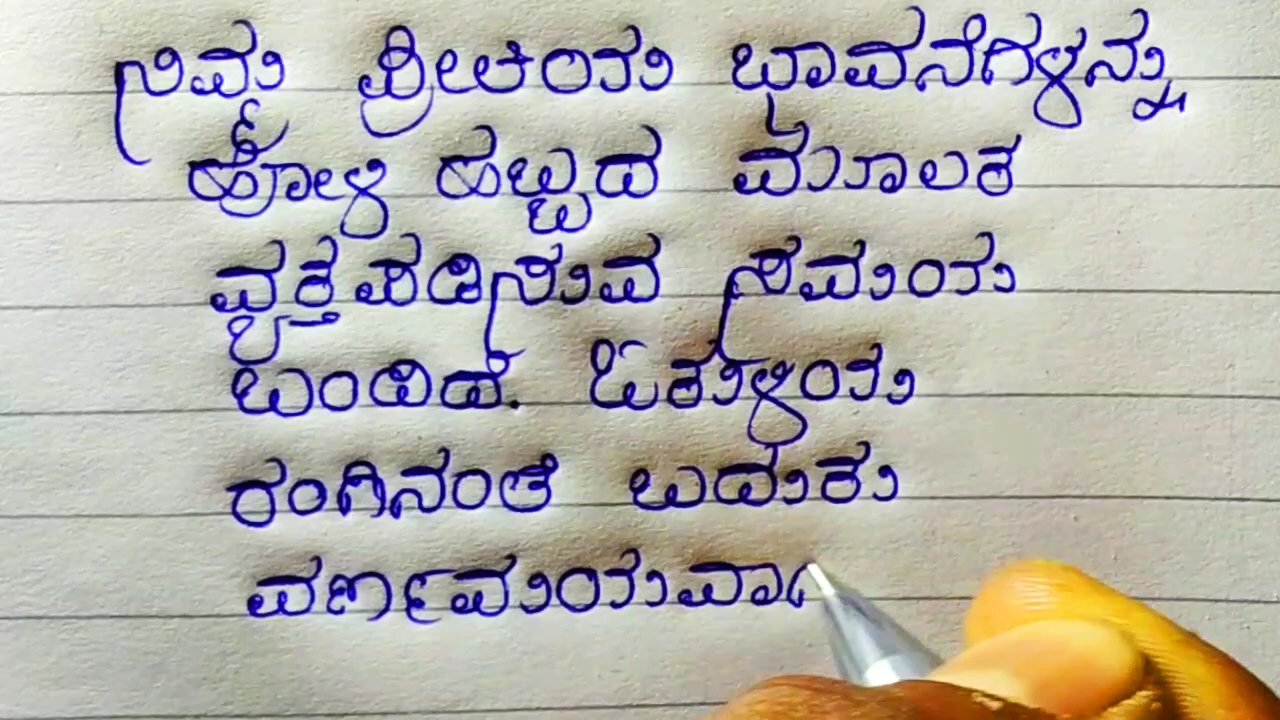 ನಿಮ್ಮ ಪ್ರೀತಿಯ ಭಾವನೆಗಳನ್ನು
ಹೋಳಿ ಹಬ್ಬದ ಮೂಲಕ
ವ್ಯಕ್ತಪಡಿಸುವ ಸಮಯ
ಬಂದಿದೆ. ಓಕುಳಿಯ
ರಂಗಿನಂತೆ ಬದುಕು
ವರ್ಣಮಯವಾ